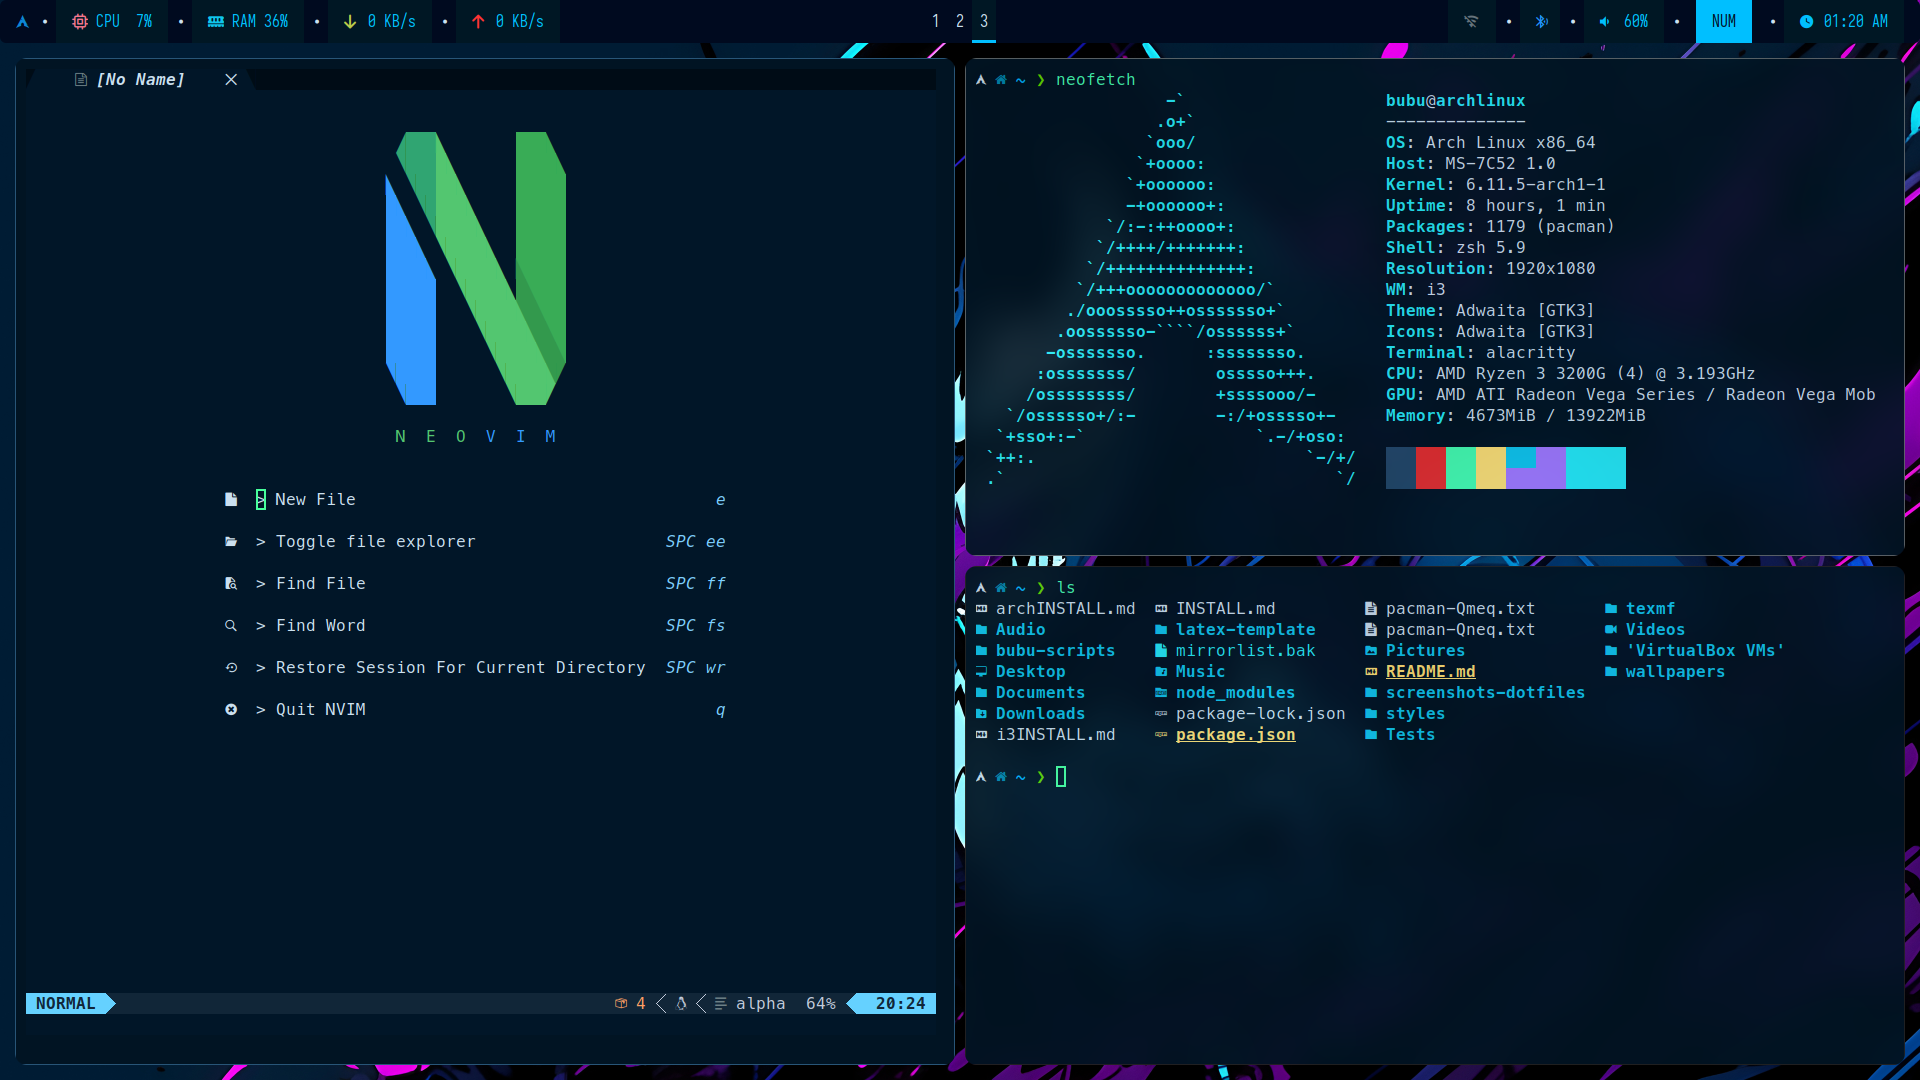 CPU 7% • RAM 36% • 0 KB/s • 0 KB/s
1 2 3
• • 60% • NUM • 01:20 AM
[No Name]
N E O V I M
> New File e
> Toggle file explorer SPC ee
> Find File SPC ff
> Find Word SPC fs
> Restore Session For Current Directory SPC wr
> Quit NVIM q
NORMAL 4 alpha 64% 20:24
~ ❯ neofetch
-`
.o+`
`ooo/
`+oooo:
`+oooooo:
-+oooooo+:
`/:-:++oooo+:
`/++++/+++++++:
`/++++++++++++++:
`/+++ooooooooooooo/`
./ooosssso++osssssso+`
.oossssso-````/ossssss+`
-osssssso. :ssssssso.
:osssssss/ osssso+++.
/ossssssss/ +ssssooo/-
`/ossssso+/:- -:/+osssso+-
`+sso+:-` `.-/+oso:
`++:. `-/+/
.` `/
bubu@archlinux
--------------
OS: Arch Linux x86_64
Host: MS-7C52 1.0
Kernel: 6.11.5-arch1-1
Uptime: 8 hours, 1 min
Packages: 1179 (pacman)
Shell: zsh 5.9
Resolution: 1920x1080
WM: i3
Theme: Adwaita [GTK3]
Icons: Adwaita [GTK3]
Terminal: alacritty
CPU: AMD Ryzen 3 3200G (4) @ 3.193GHz
GPU: AMD ATI Radeon Vega Series / Radeon Vega Mob
Memory: 4673MiB / 13922MiB
~ ❯ ls
archINSTALL.md INSTALL.md pacman-Qmeq.txt texmf
Audio latex-template pacman-Qneq.txt Videos
bubu-scripts mirrorlist.bak Pictures 'VirtualBox VMs'
Desktop Music README.md wallpapers
Documents node_modules screenshots-dotfiles
Downloads package-lock.json styles
i3INSTALL.md package.json Tests
~ ❯